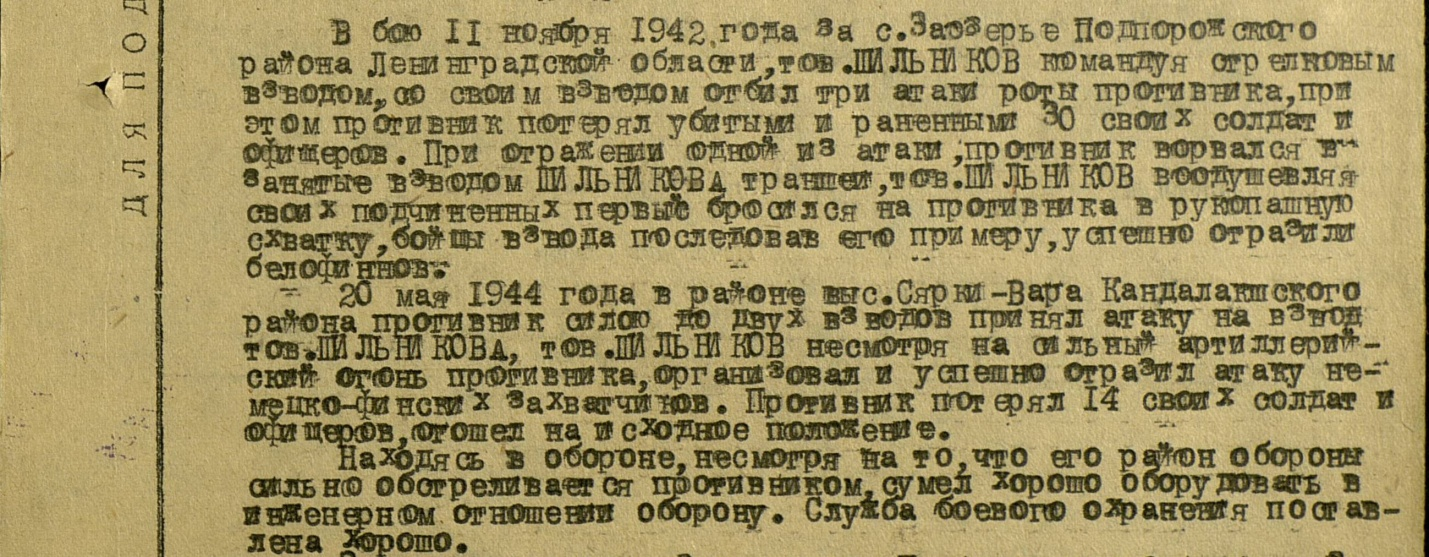 В бою II ноября 1942 года за с.Заозерье Подпорожского
района Ленинградской области,тов.ШИЛЬНИКОВ командуя стрелковым
взводом,со своим взводом отбил три атаки роты противника,при
этом противник потерял убитыми и раненными 30 своих солдат и
офицеров. При отражении одной из атаки,противник ворвался в
занятые взводом ШИЛЬНИКОВА траншеи,тов.ШИЛЬНИКОВ воодушевляя
своих подчиненных первые бросился на противника в рукопашную
схватку,бойцы взвода последовав его примеру,успешно отразили
белофиннов.
20 мая 1944 года в районе выс.Сярки-Вара Кандалакшского
района противник силою до двух взводов принял атаку на взвод
тов.ШИЛЬНИКОВА, тов.ШИЛЬНИКОВ несмотря на сильный артиллерий-
ский огонь противника,организовал и успешно отразил атаку не-
мецко-финских захватчиков. Противник потерял I4 своих солдат и
офицеров,отошел на исходное положение.
Находясь в обороне,несмотря на то,что его район обороны
сильно обстреливается противником,сумел хорошо оборудовать в
инженерном отношении оборону. Служба боевого охранения постав-
лена хорошо.
ДЛЯ ПОД